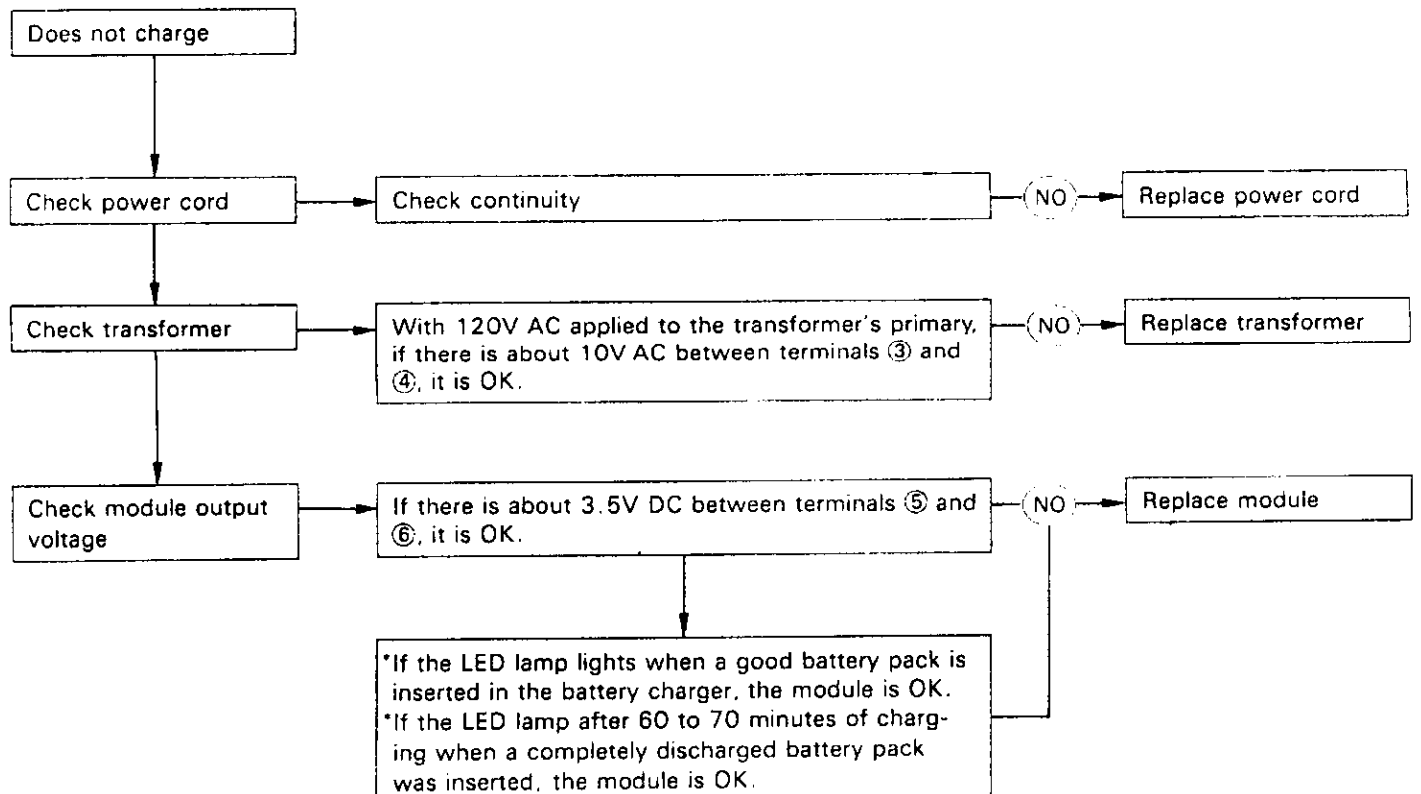 Does not charge
Check power cord
Check continuity
NO
Replace power cord
Check transformer
With 120V AC applied to the transformer's primary,
if there is about 10V AC between terminals ③ and
④, it is OK.
NO
Replace transformer
Check module output
voltage
If there is about 3.5V DC between terminals ⑤ and
⑥, it is OK.
NO
Replace module
*If the LED lamp lights when a good battery pack is
inserted in the battery charger, the module is OK.
*If the LED lamp after 60 to 70 minutes of charg-
ing when a completely discharged battery pack
was inserted, the module is OK.